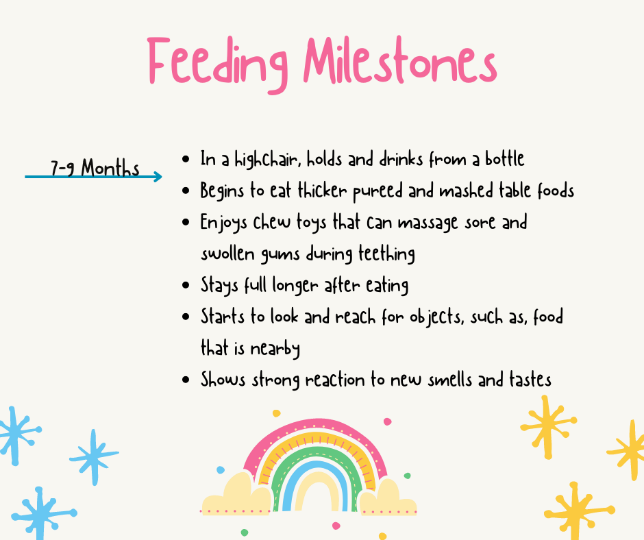 Feeding Milestones
7-9 Months
• In a highchair, holds and drinks from a bottle
• Begins to eat thicker pureed and mashed table foods
• Enjoys chew toys that can massage sore and
swollen gums during teething
• Stays full longer after eating
• Starts to look and reach for objects, such as, food
that is nearby
• Shows strong reaction to new smells and tastes